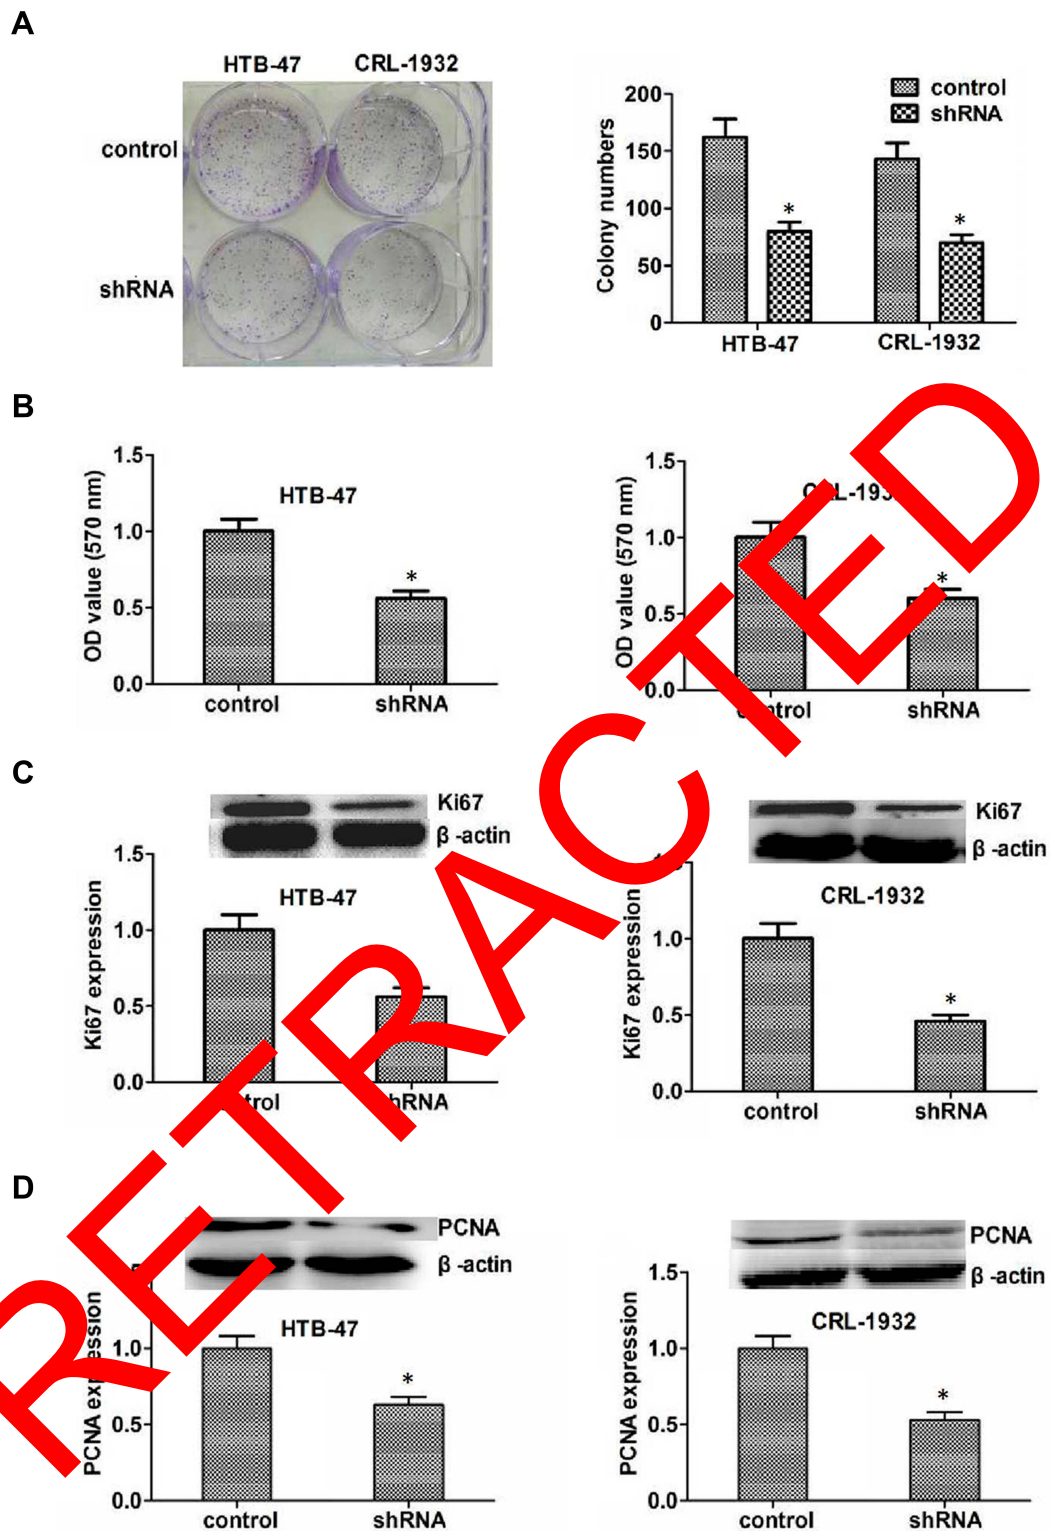 A
HTB-47 CRL-1932
control
shRNA
control
shRNA
200
150
100
50
0
Colony numbers
*
*
HTB-47 CRL-1932
B
1.5
1.0
0.5
0.0
OD value (570 nm)
HTB-47
*
control shRNA
1.5
1.0
0.5
0.0
OD value (570 nm)
*
shRNA
C
Ki67
β -actin
1.5
1.0
0.5
0.0
Ki67 expression
HTB-47
Ki67
β -actin
1.0
0.5
0.0
Ki67 expression
CRL-1932
*
control shRNA
D
PCNA
β -actin
1.0
0.5
0.0
PCNA expression
HTB-47
*
control shRNA
PCNA
β -actin
1.5
1.0
0.5
0.0
PCNA expression
CRL-1932
*
control shRNA
RETRACTED